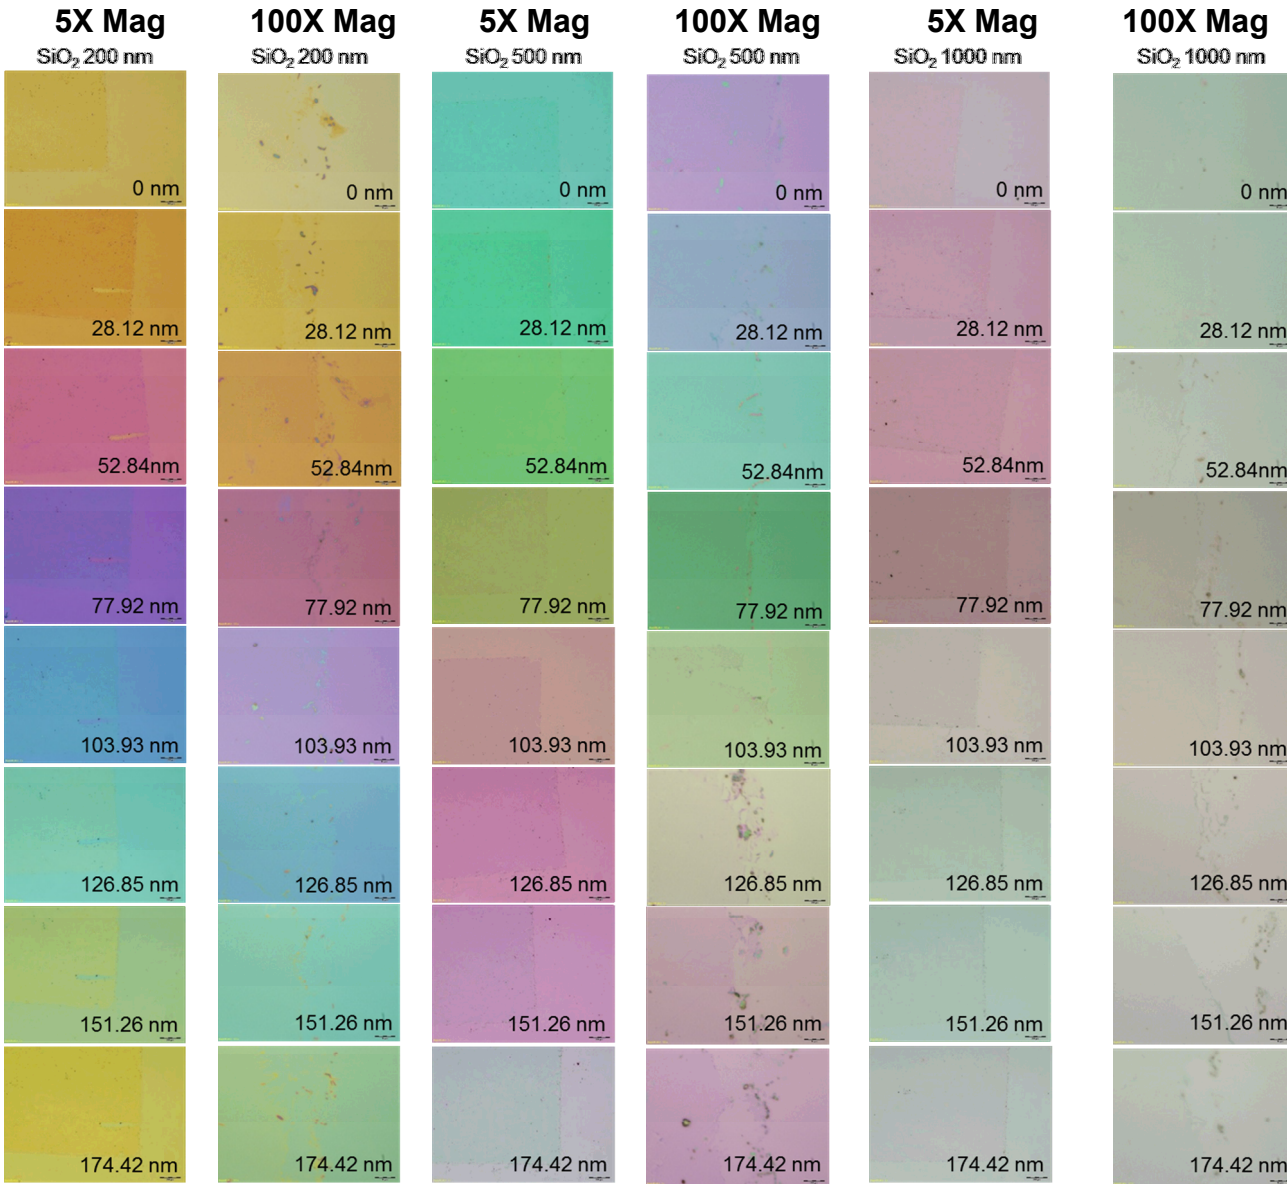 5X Mag 100X Mag 5X Mag 100X Mag 5X Mag 100X Mag
SiO₂ 200 nm SiO₂ 200 nm SiO₂ 500 nm SiO₂ 500 nm SiO₂ 1000 nm SiO₂ 1000 nm
0 nm 0 nm 0 nm 0 nm 0 nm 0 nm
28.12 nm 28.12 nm 28.12 nm 28.12 nm 28.12 nm 28.12 nm
52.84nm 52.84nm 52.84nm 52.84nm 52.84nm 52.84nm
77.92 nm 77.92 nm 77.92 nm 77.92 nm 77.92 nm 77.92 nm
103.93 nm 103.93 nm 103.93 nm 103.93 nm 103.93 nm 103.93 nm
126.85 nm 126.85 nm 126.85 nm 126.85 nm 126.85 nm 126.85 nm
151.26 nm 151.26 nm 151.26 nm 151.26 nm 151.26 nm 151.26 nm
174.42 nm 174.42 nm 174.42 nm 174.42 nm 174.42 nm 174.42 nm